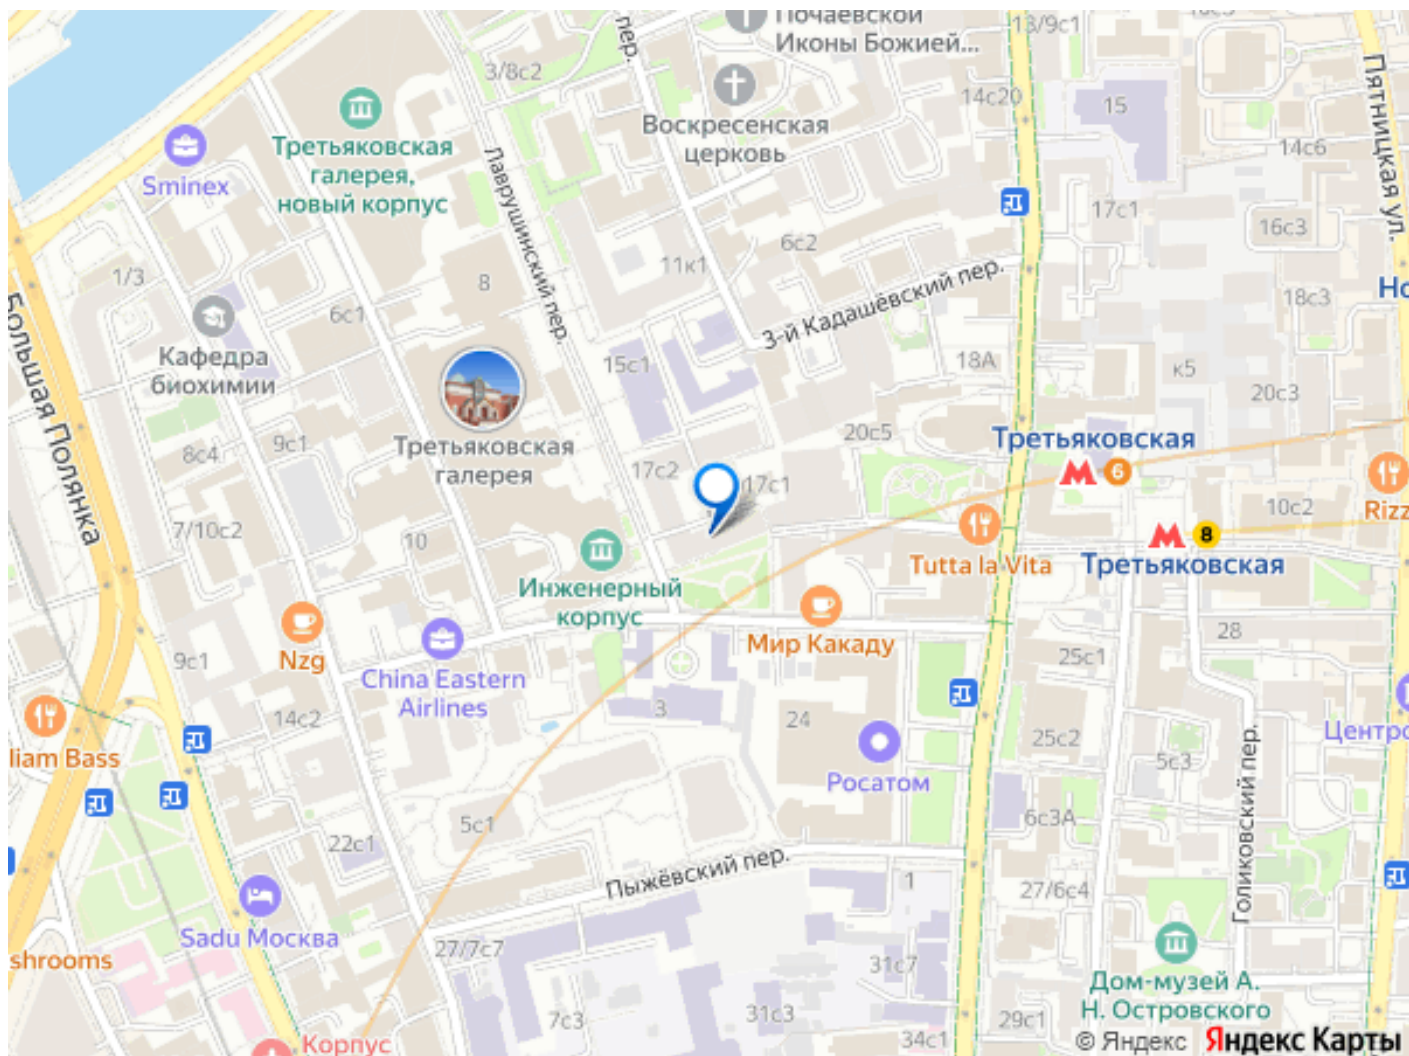 Почаевской
Иконы Божией...
13/9с1
3/8с2
пер.
14с20
15
Пятницкая ул.
Воскресенская
церковь
14с6
Третьяковская
галерея,
новый корпус
Sminex
Лаврушинский пер.
17с1
16с3
6с2
11к1
1/3
8
6с1
3-й Кадашёвский пер.
18с3
Но
Большая Полянка
Кафедра
биохимии
15с1
18А
к5
20с3
20с5
Третьяковская
6
Третьяковская
галерея
9с1
8с4
17с2
17с1
7/10с2
10
10с2
Rizz
8
Третьяковская
Tutta la Vita
Инженерный
корпус
Мир Какаду
28
Nzg
9с1
China Eastern
Airlines
25с1
3
24
14с2
25с2
Центро
liam Bass
Росатом
5с3
Голиковский пер.
5с1
6с3А
22с1
Пыжёвский пер.
1
27/6с4
Sadu Москва
27/7с7
shrooms
31с7
Дом-музей А.
Н. Островского
7с3
31с3
29с1
34с1
Корпус
© Яндекс Яндекс Карты